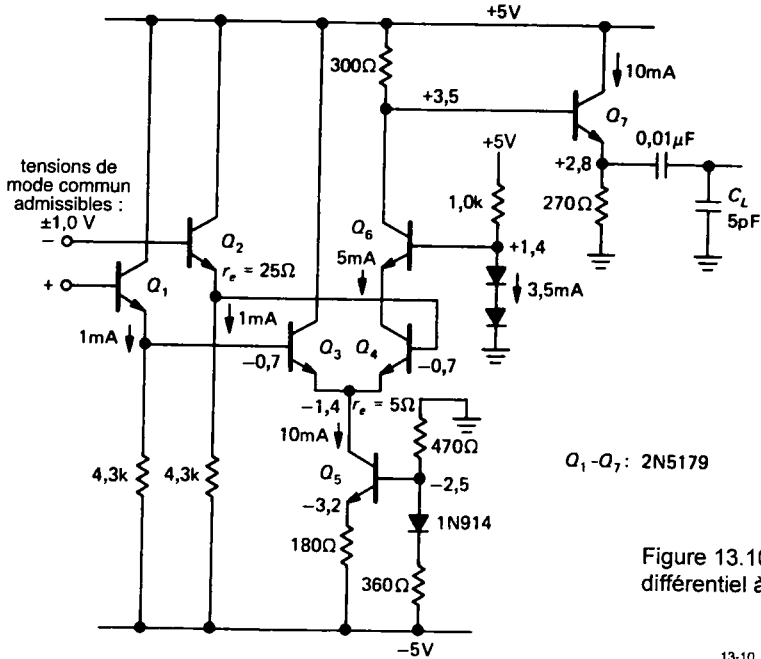 +5V
300Ω
10mA
+3,5
Q7
0,01μF
+5V
tensions de
mode commun
admissibles :
±1,0 V
+2,8
CL
5pF
1,0k
270Ω
−
Q2
Q6
+1,4
re = 25Ω
5mA
3,5mA
+
Q1
1mA
1mA
Q3
Q4
−0,7
−0,7
−1,4
re = 5Ω
10mA
470Ω
Q5
−2,5
Q1-Q7: 2N5179
4,3k
4,3k
−3,2
1N914
180Ω
360Ω
Figure 13.10
différentiel à
−5V
13-10